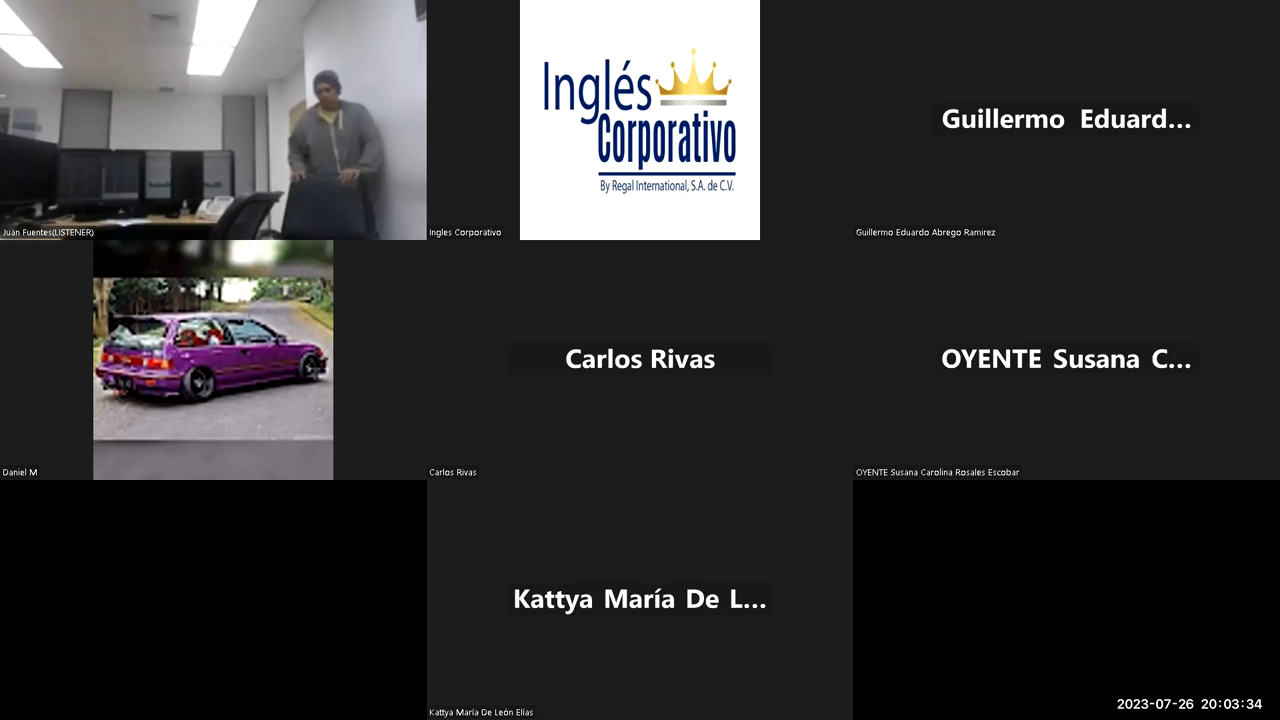 Juan Fuentes(LISTENER)
Inglés
Corporativo
By Regal International, S.A. de C.V.
Ingles Corporativo
Guillermo Eduard...
Guillermo Eduardo Abrego Ramirez
Daniel M
Carlos Rivas
Carlos Rivas
OYENTE Susana C...
OYENTE Susana Carolina Rosales Escobar
Kattya María De L...
Kattya María De León Elías
2023-07-26 20:03:34